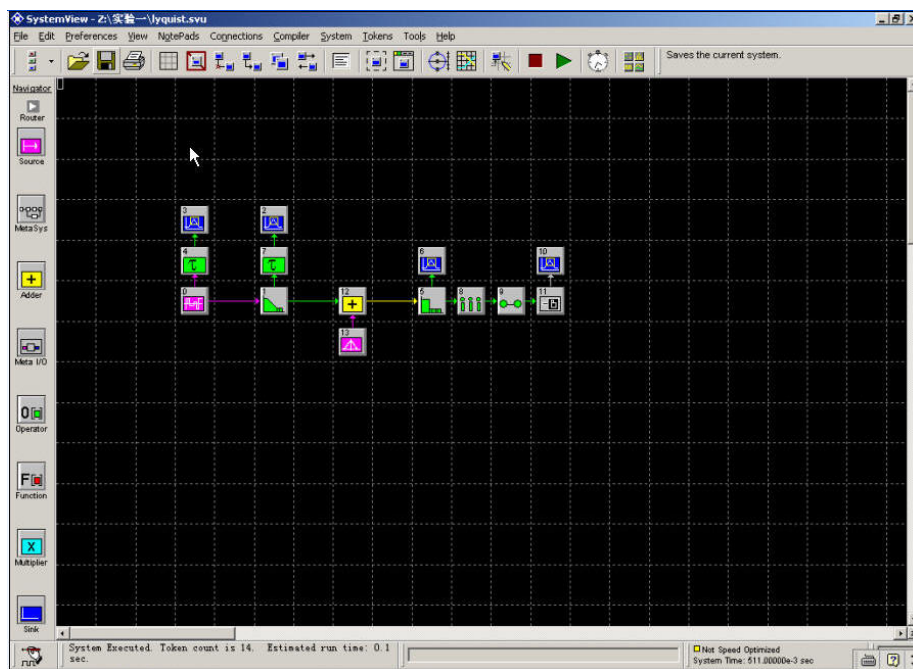 SystemView - Z:\实验一\lyquist.svu
File Edit Preferences View NotePads Connections Compiler System Tokens Tools Help
Saves the current system.
Navigator
Router
Source
MetaSys
Adder
Meta I/O
Operator
Function
Multiplier
Sink
3 2
4 7 6 10
0 1 12 5 8 9 11
13
System Executed. Token count is 14. Estimated run time: 0.1
sec.
Not Speed Optimized
System Time: 511.00000e-3 sec